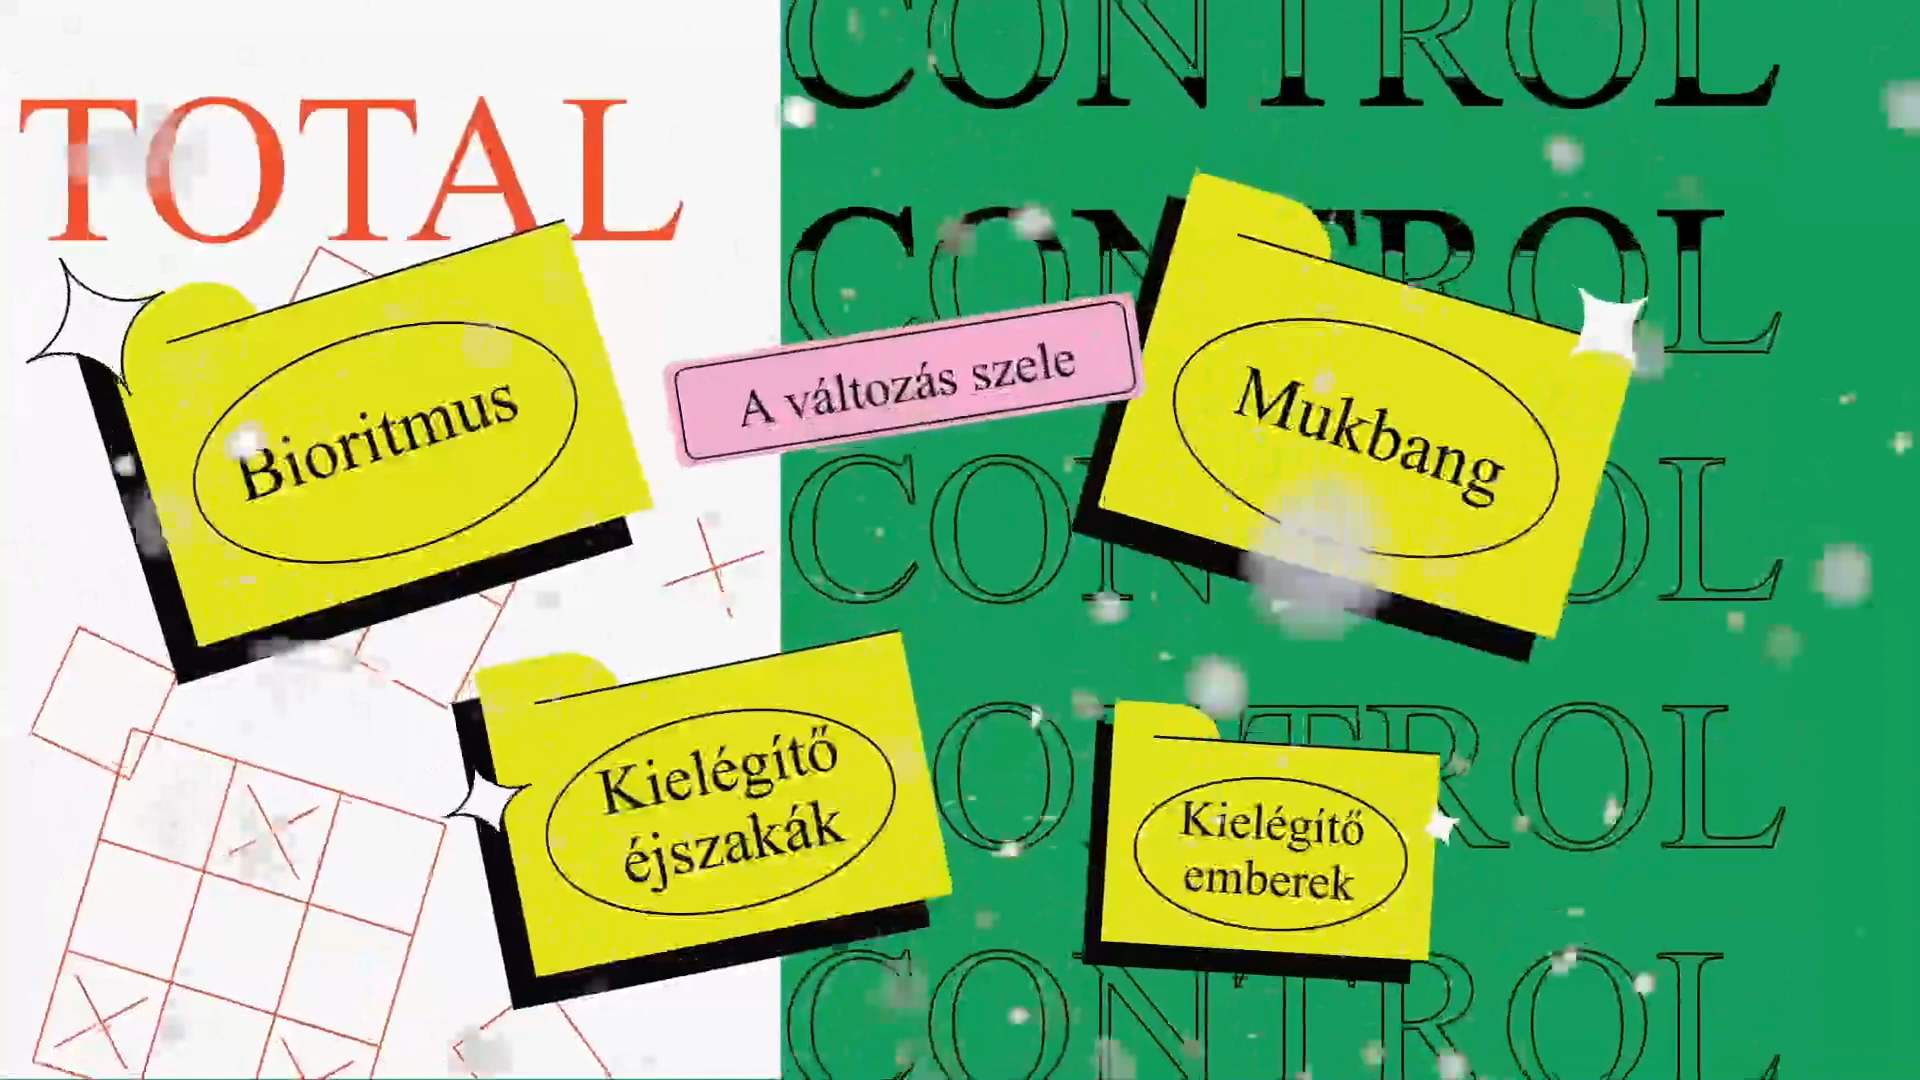 TOTAL
CONTROL
CONTROL
CONTROL
CONTROL
CONTROL
Bioritmus
A változás szele
Mukbang
Kielégítő
éjszakák
Kielégítő
emberek